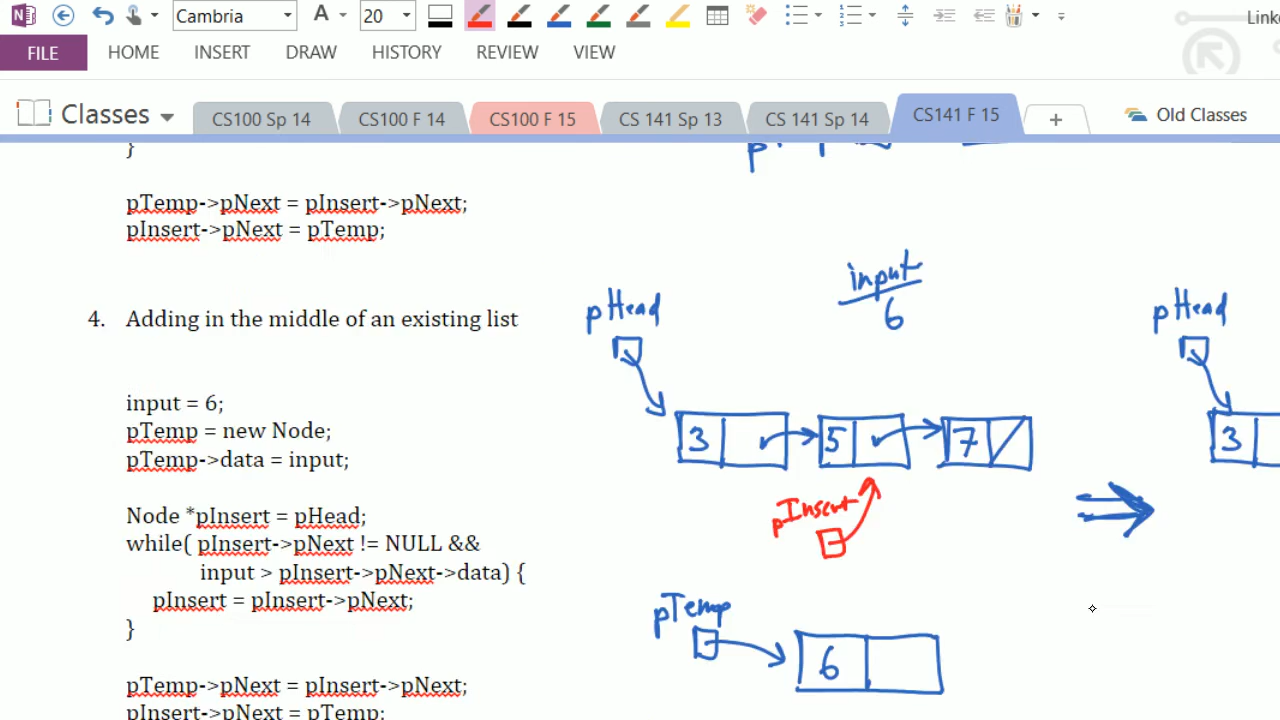 Cambria A 20 Link
FILE HOME INSERT DRAW HISTORY REVIEW VIEW
Classes CS100 Sp 14 CS100 F 14 CS100 F 15 CS 141 Sp 13 CS 141 Sp 14 CS141 F 15 + Old Classes
}
pTemp->pNext = pInsert->pNext;
pInsert->pNext = pTemp;
4. Adding in the middle of an existing list
input = 6;
pTemp = new Node;
pTemp->data = input;
Node *pInsert = pHead;
while( pInsert->pNext != NULL &&
input > pInsert->pNext->data) {
pInsert = pInsert->pNext;
}
pTemp->pNext = pInsert->pNext;
pInsert->pNext = pTemp;
input
6
pHead
3 5 7
pInsert
pTemp
6
pHead
3